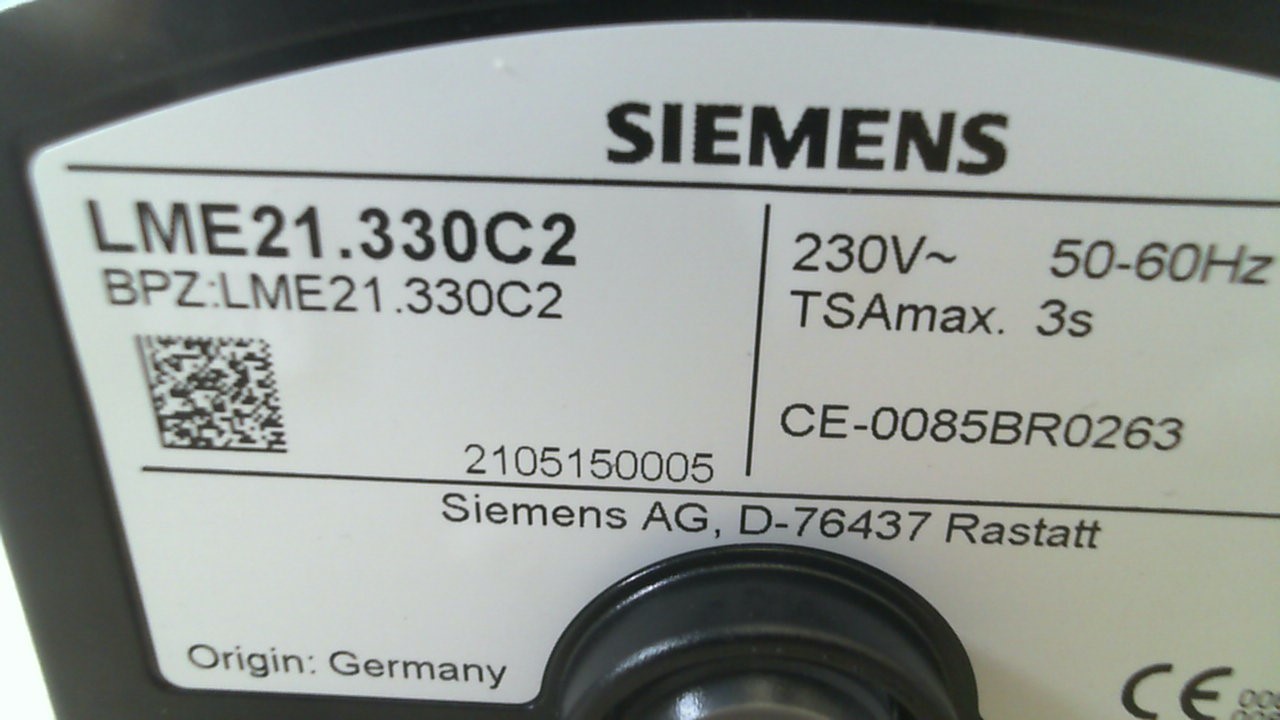 SIEMENS
LME21.330C2
BPZ:LME21.330C2
230V~ 50-60Hz
TSAmax. 3s
CE-0085BR0263
2105150005
Siemens AG, D-76437 Rastatt
Origin: Germany
CE